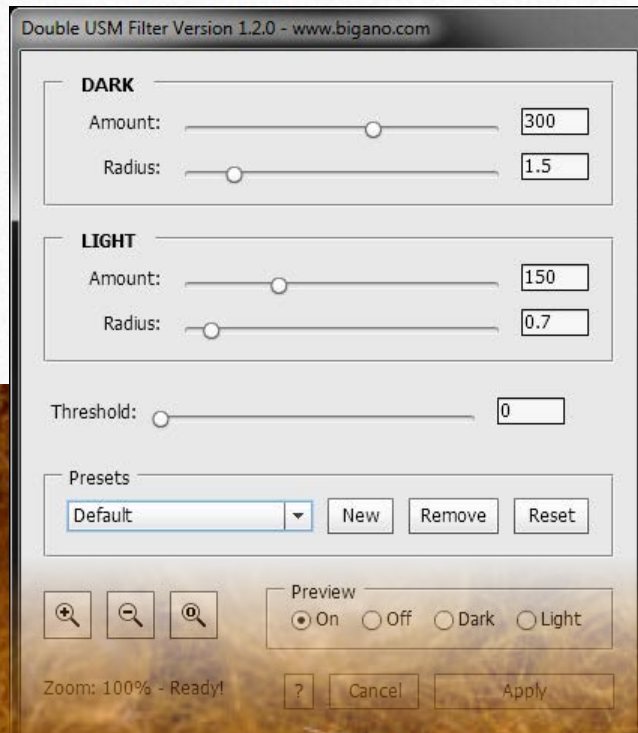 Double USM Filter Version 1.2.0 - www.bigano.com
DARK
Amount: 300
Radius: 1.5
LIGHT
Amount: 150
Radius: 0.7
Threshold: 0
Presets
Default New Remove Reset
Preview
On Off Dark Light
Zoom: 100% - Ready! ? Cancel Apply